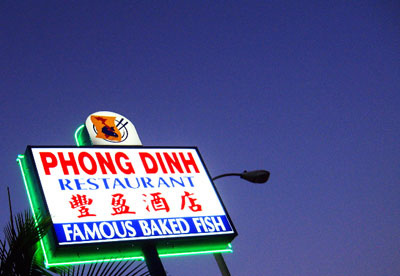 PHONG DINH
RESTAURANT
豐盈酒店
FAMOUS BAKED FISH